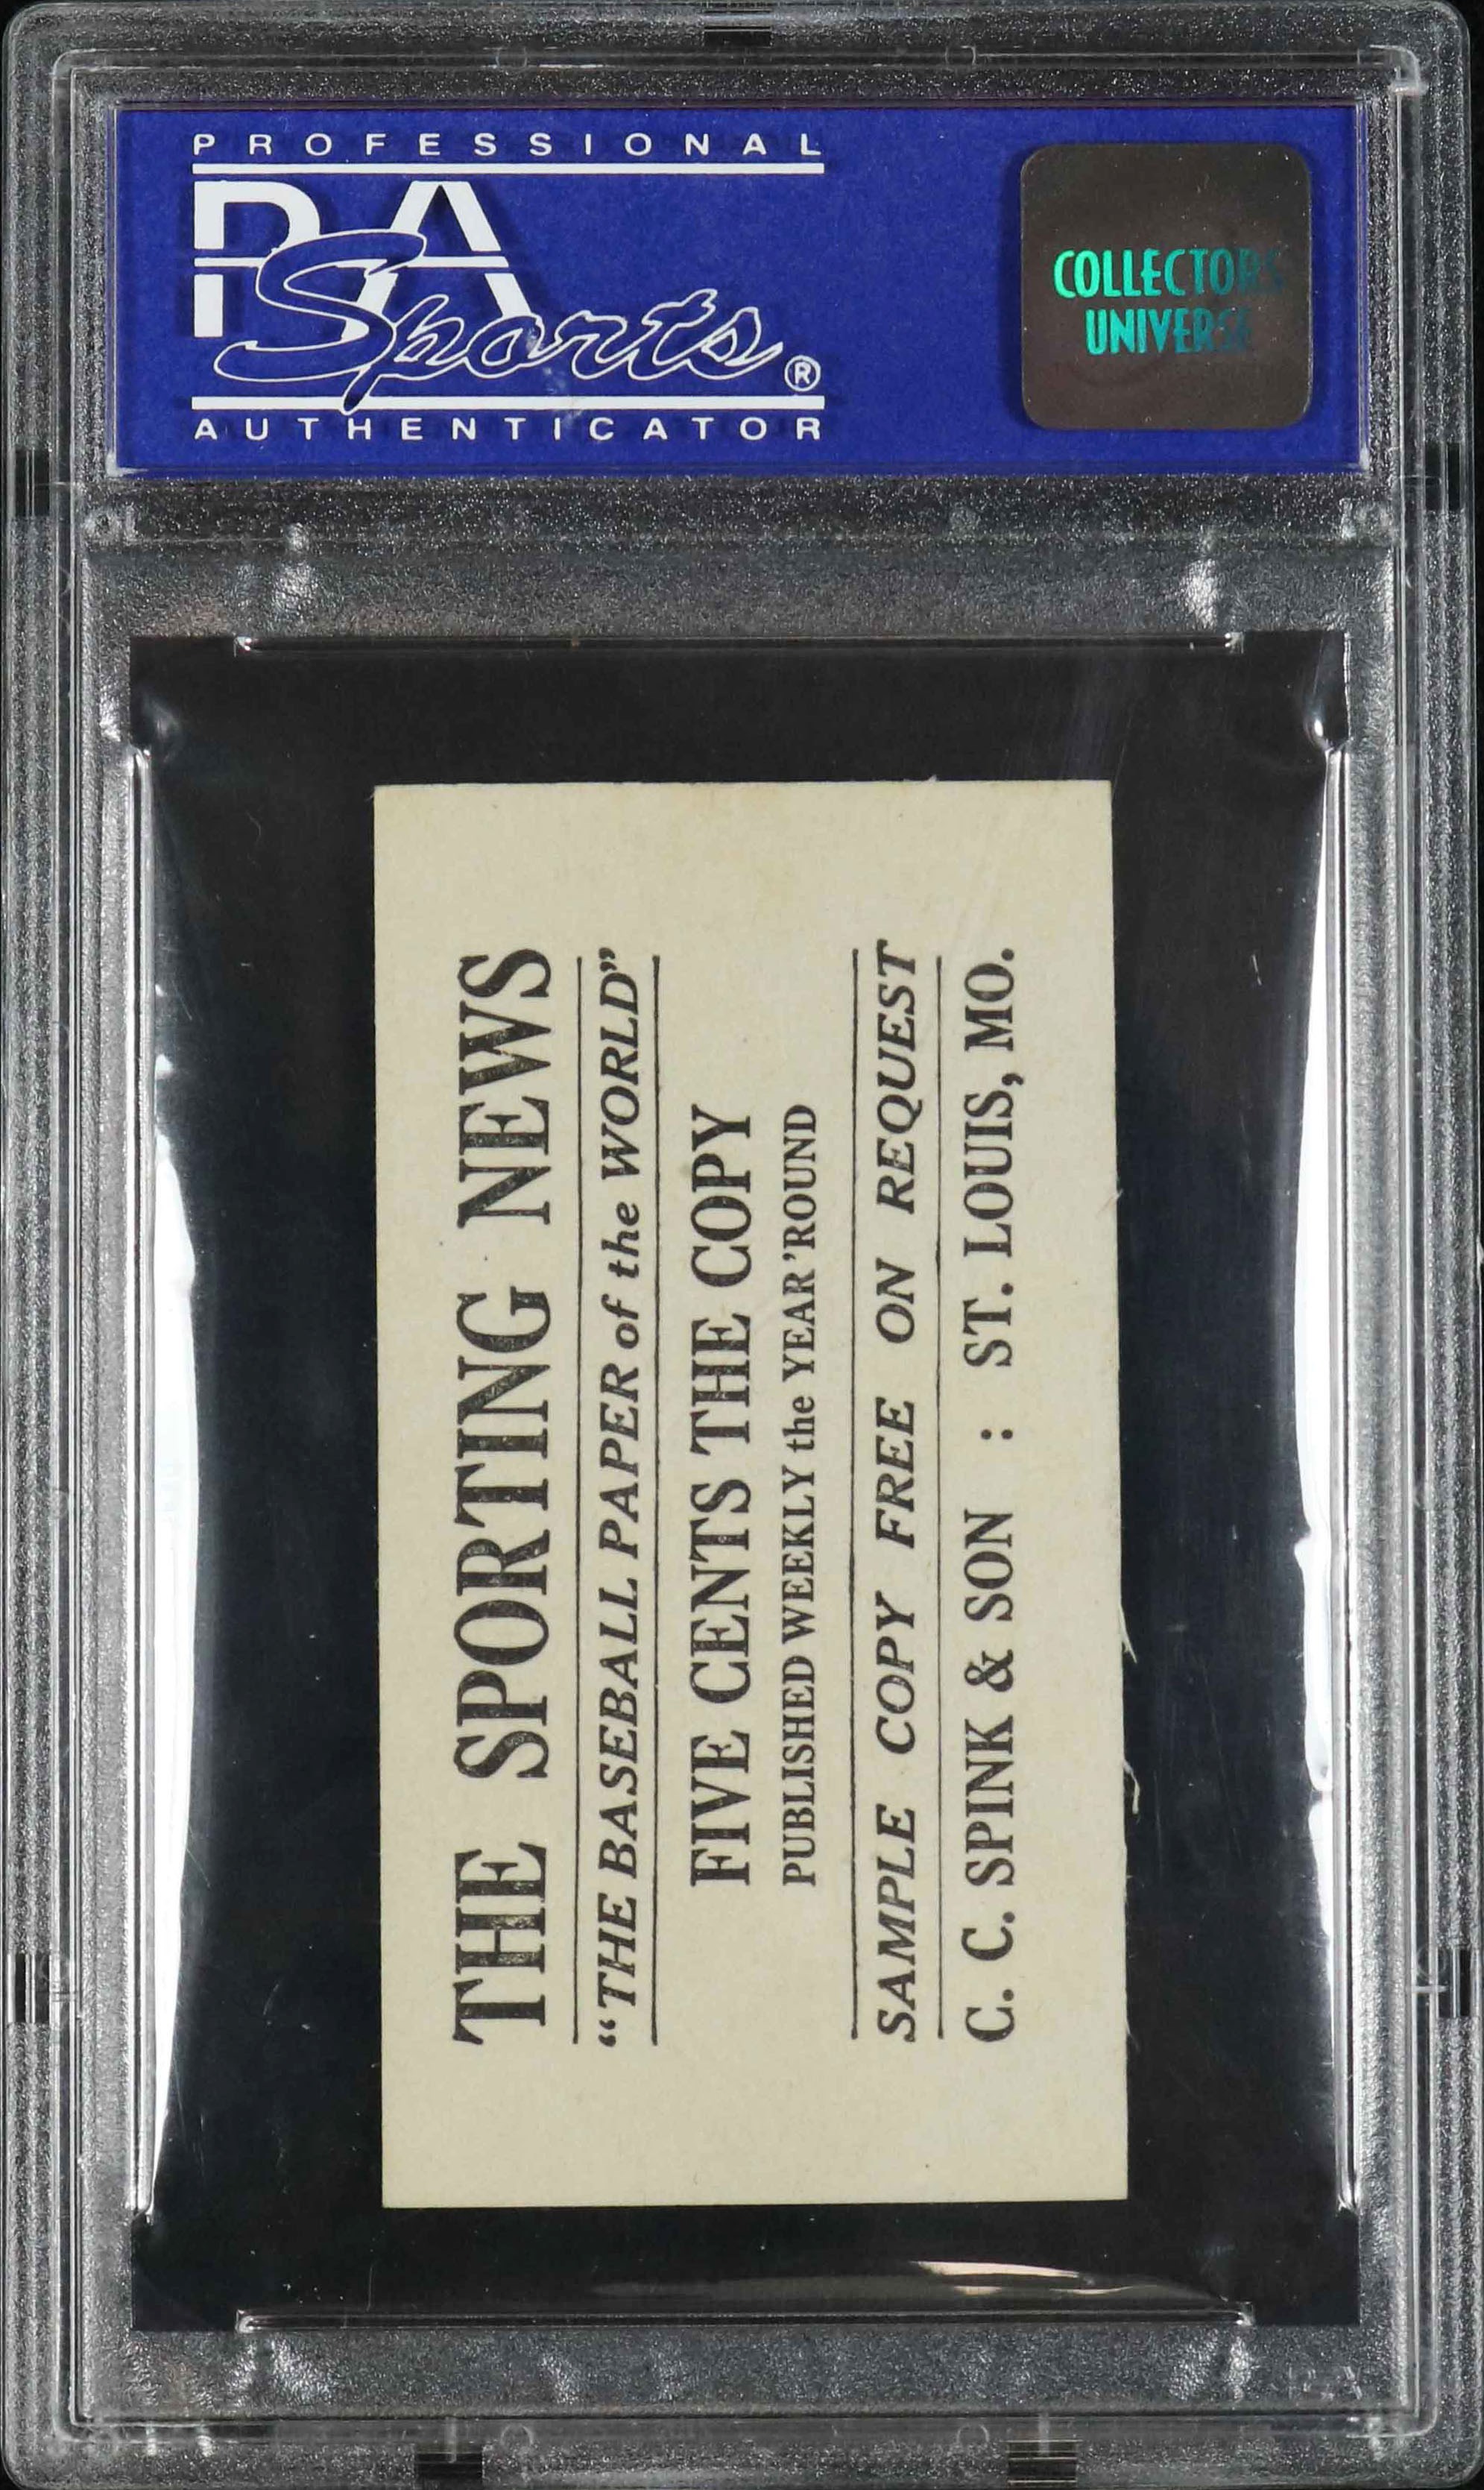 PROFESSIONAL
PSA
Sports®
AUTHENTICATOR
COLLECTORS
UNIVERSE
THE SPORTING NEWS
“THE BASEBALL PAPER of the WORLD”
FIVE CENTS THE COPY
PUBLISHED WEEKLY the YEAR 'ROUND
SAMPLE COPY FREE ON REQUEST
C. C. SPINK & SON : ST. LOUIS, MO.